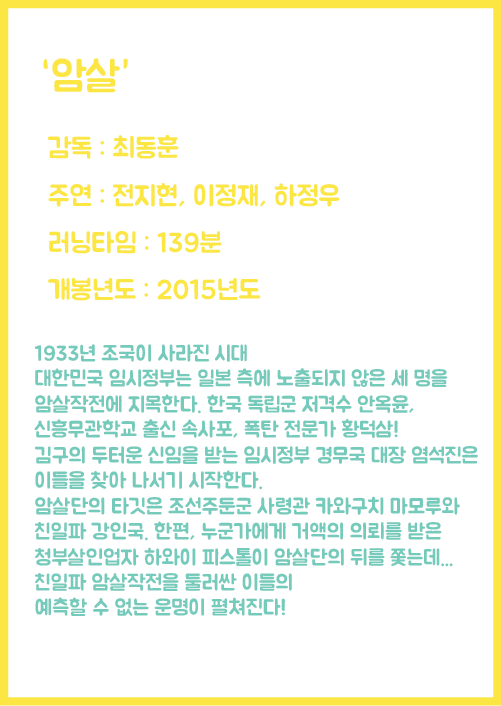 ‘암살’
감독 : 최동훈
주연 : 전지현, 이정재, 하정우
러닝타임 : 139분
개봉년도 : 2015년도
1933년 조국이 사라진 시대
대한민국 임시정부는 일본 측에 노출되지 않은 세 명을
암살작전에 지목한다. 한국 독립군 저격수 안옥윤,
신흥무관학교 출신 속사포, 폭탄 전문가 황덕삼!
김구의 두터운 신임을 받는 임시정부 경무국 대장 염석진은
이들을 찾아 나서기 시작한다.
암살단의 타깃은 조선주둔군 사령관 카와구치 마모루와
친일파 강인국. 한편, 누군가에게 거액의 의뢰를 받은
청부살인업자 하와이 피스톨이 암살단의 뒤를 쫓는데...
친일파 암살작전을 둘러싼 이들의
예측할 수 없는 운명이 펼쳐진다!